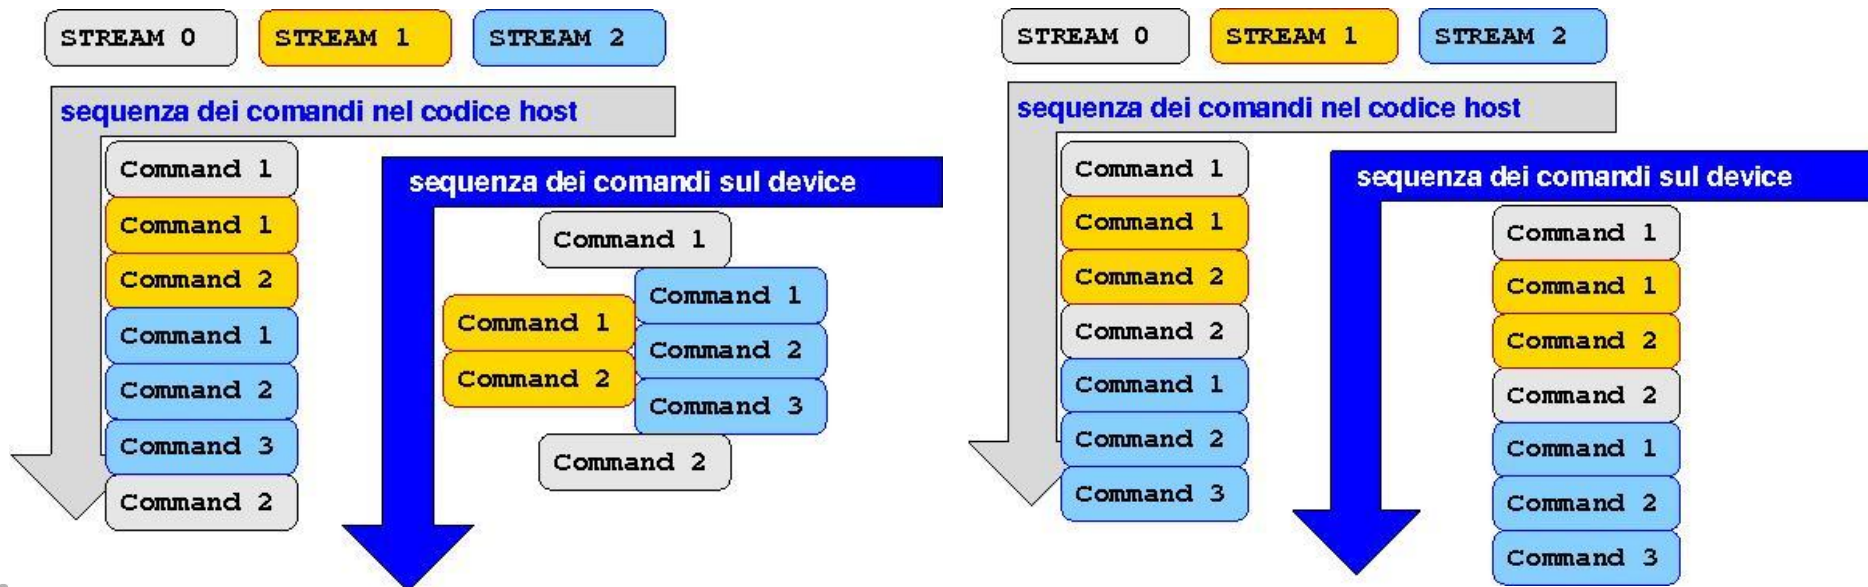 STREAM 0
STREAM 1
STREAM 2
sequenza dei comandi nel codice host
Command 1
Command 1
Command 2
Command 1
Command 2
Command 3
Command 2
sequenza dei comandi sul device
Command 1
Command 1
Command 2
Command 1
Command 2
Command 3
Command 2
STREAM 0
STREAM 1
STREAM 2
sequenza dei comandi nel codice host
Command 1
Command 1
Command 2
Command 2
Command 1
Command 2
Command 3
sequenza dei comandi sul device
Command 1
Command 1
Command 2
Command 2
Command 1
Command 2
Command 3